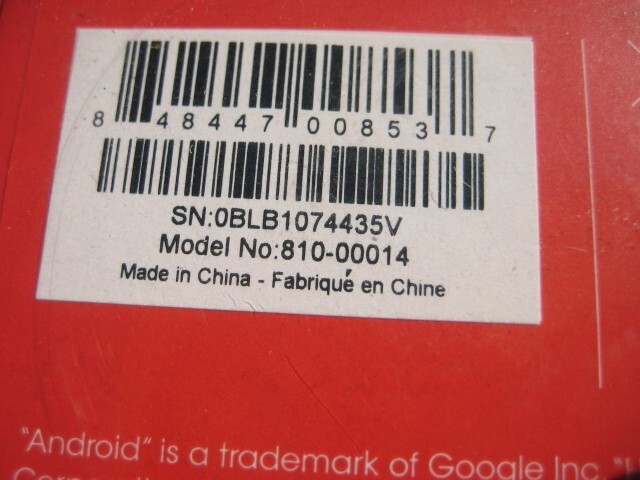 8 48447 00853 7
SN:0BLB1074435V
Model No:810-00014
Made in China - Fabriqué en Chine
"Android" is a trademark of Google Inc.